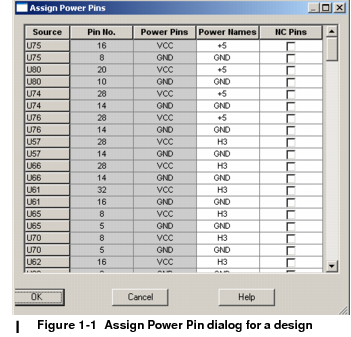 Assign Power Pins
Source Pin No. Power Pins Power Names NC Pins
U75 16 VCC +5
U75 8 GND GND
U80 20 VCC +5
U80 10 GND GND
U74 28 VCC +5
U74 14 GND GND
U76 28 VCC +5
U76 14 GND GND
U57 28 VCC H3
U57 14 GND GND
U66 28 VCC H3
U66 14 GND GND
U61 32 VCC H3
U61 16 GND GND
U65 8 VCC H3
U65 5 GND GND
U70 8 VCC H3
U70 5 GND GND
U62 16 VCC H3
OK Cancel Help
Figure 1-1 Assign Power Pin dialog for a design